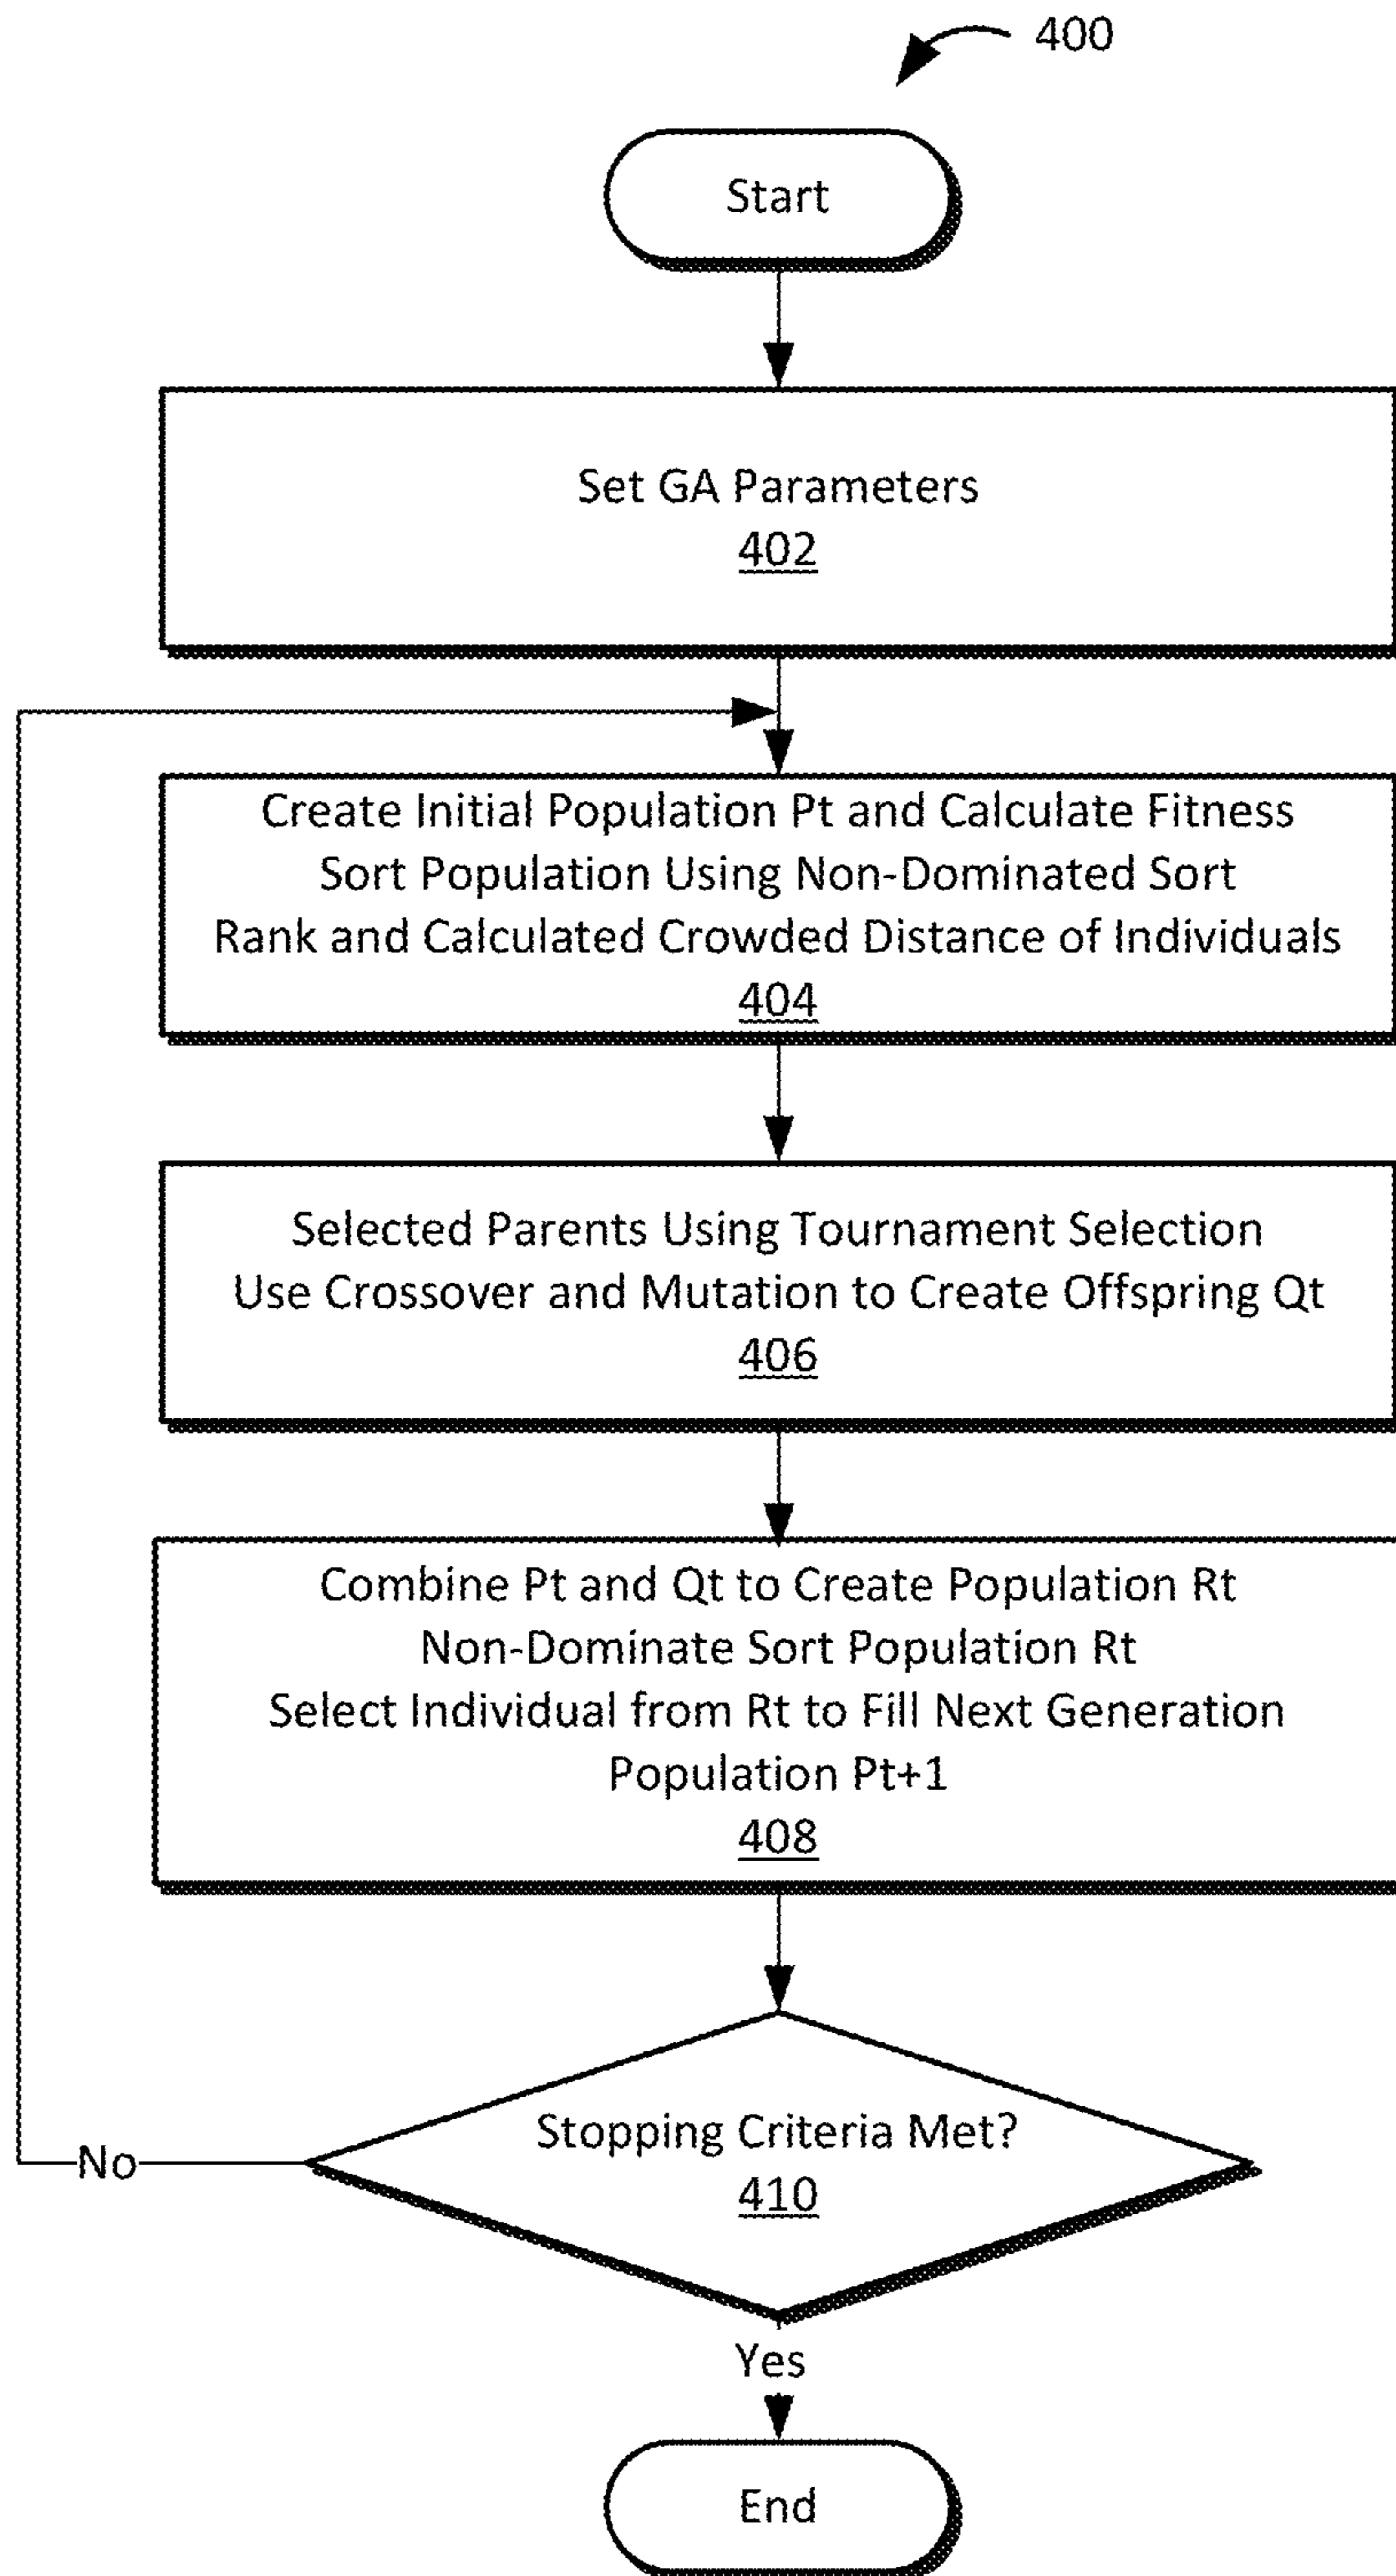 400
Start
Set GA Parameters
402
Create Initial Population Pt and Calculate Fitness
Sort Population Using Non-Dominated Sort
Rank and Calculated Crowded Distance of Individuals
404
Selected Parents Using Tournament Selection
Use Crossover and Mutation to Create Offspring Qt
406
Combine Pt and Qt to Create Population Rt
Non-Dominate Sort Population Rt
Select Individual from Rt to Fill Next Generation
Population Pt+1
408
Stopping Criteria Met?
410
No
Yes
End